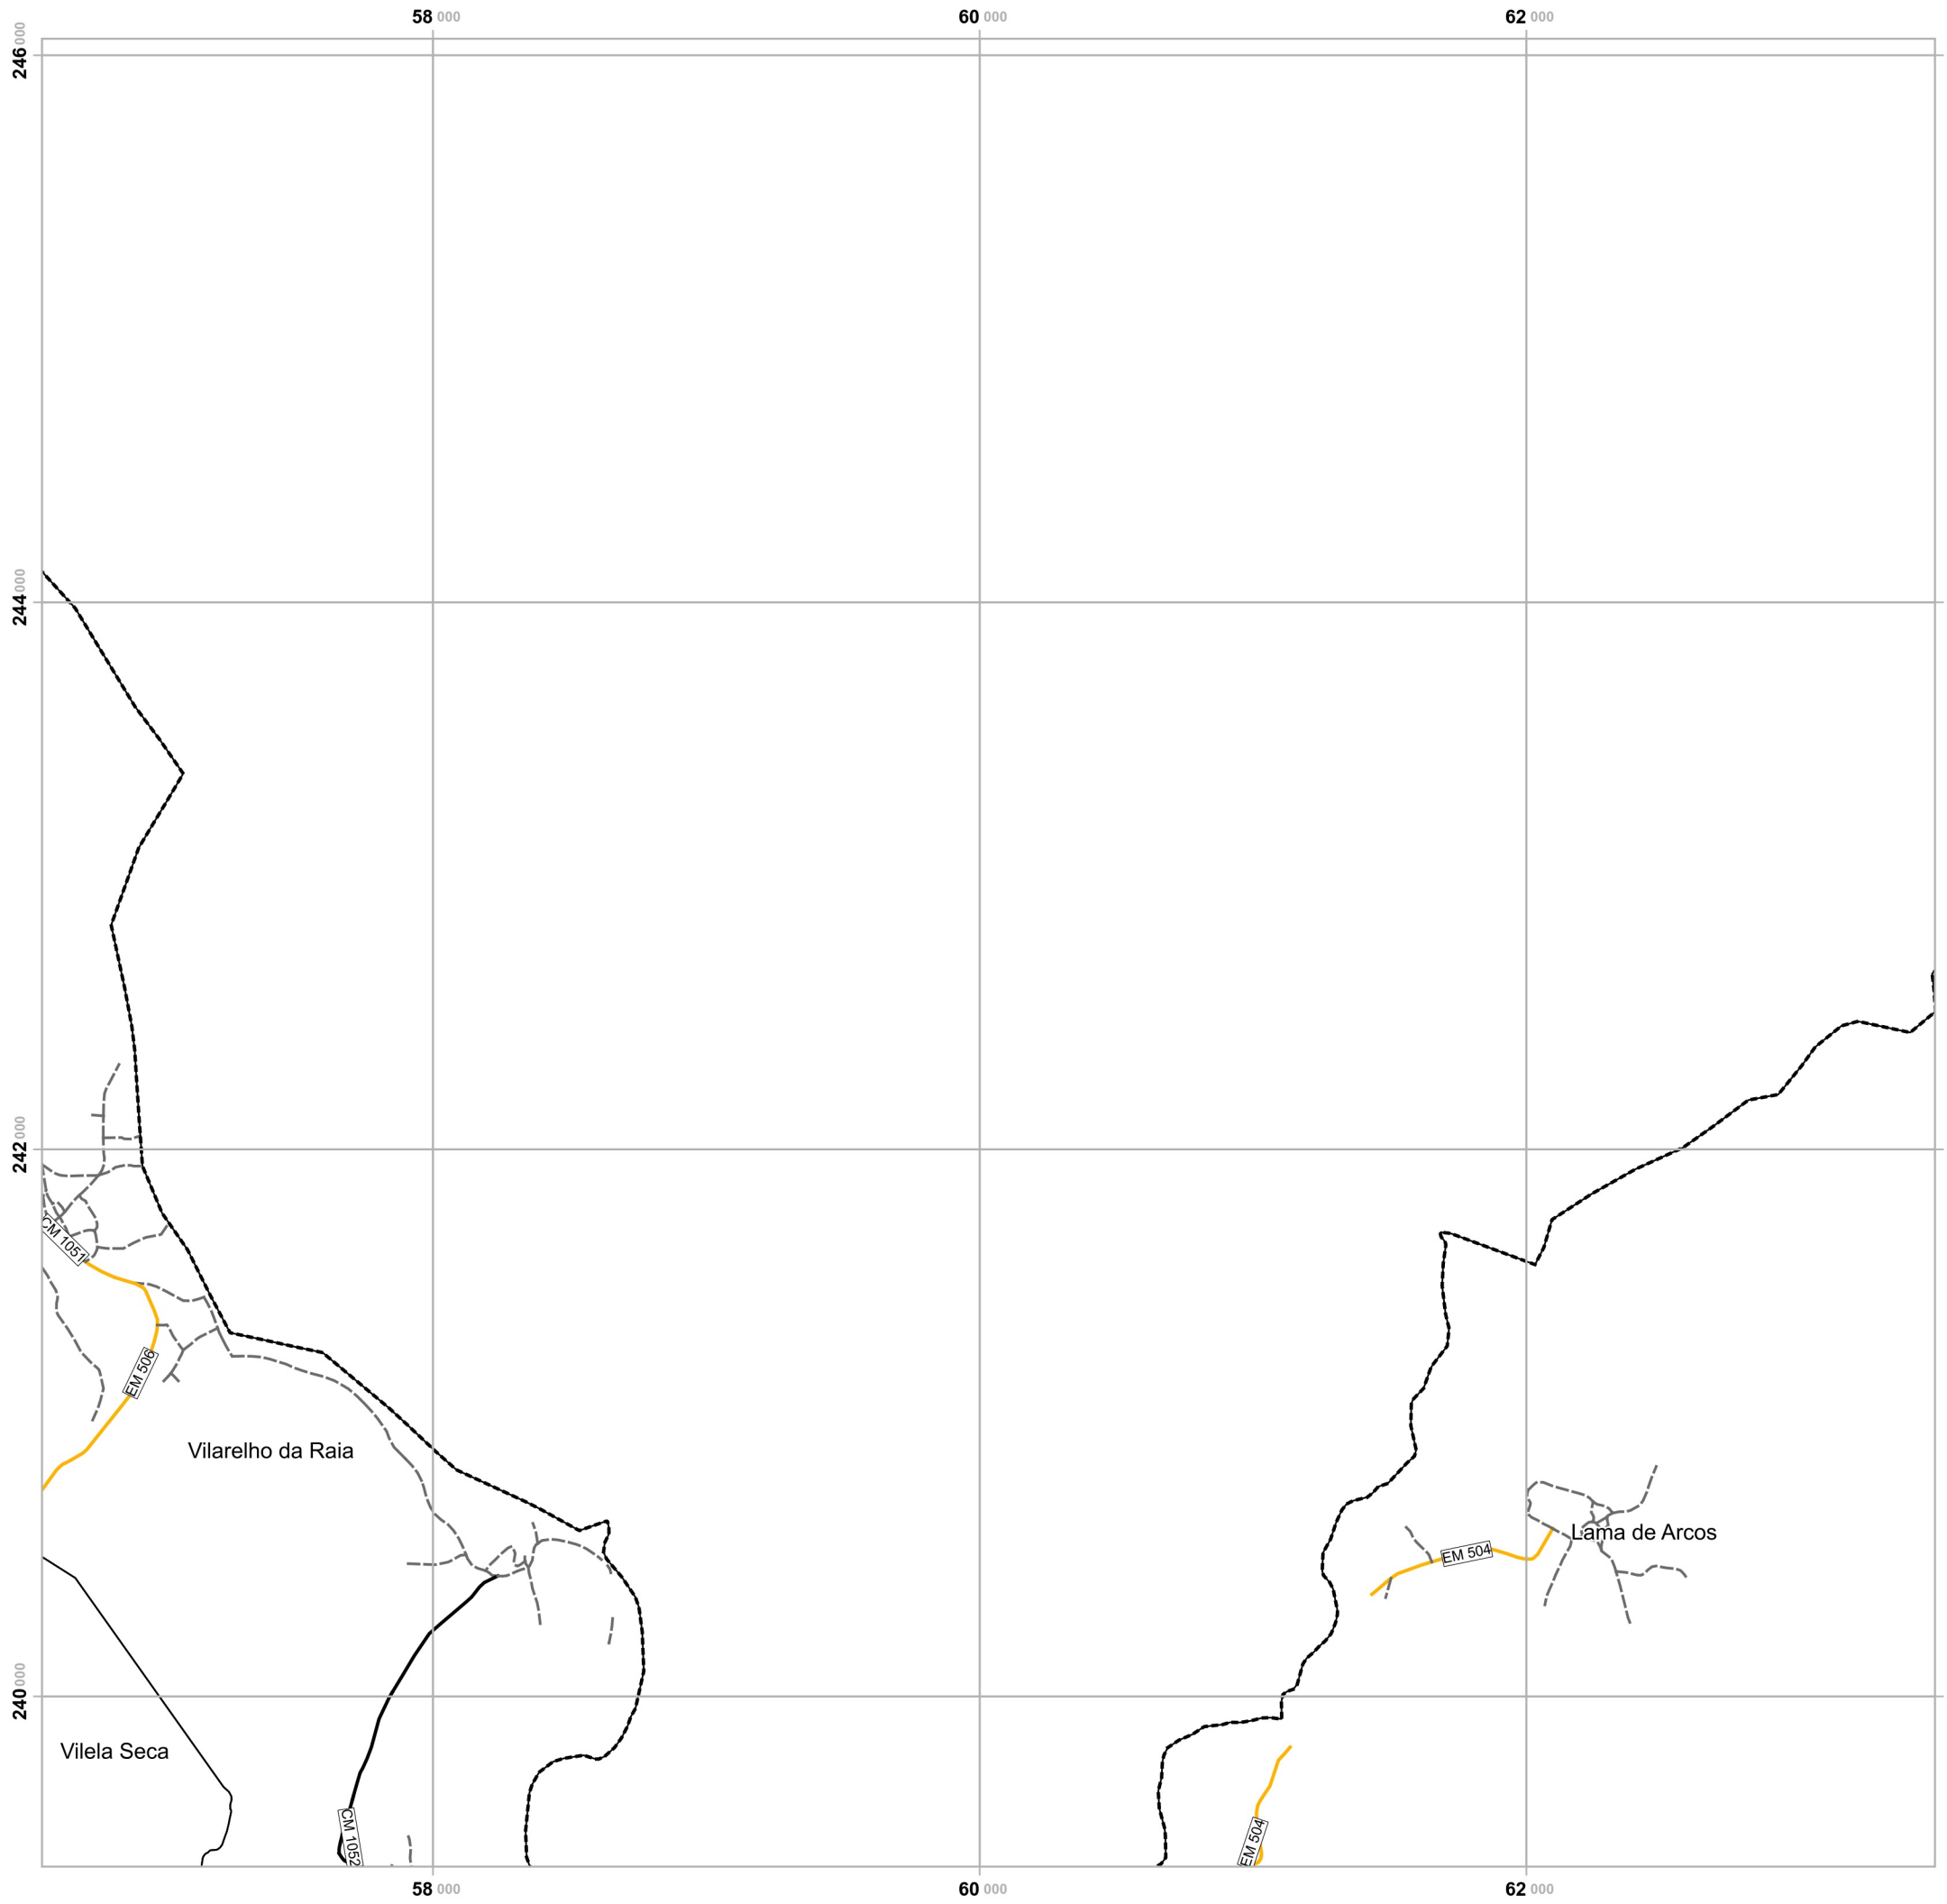 58 000
60 000
62 000
246 000
244 000
242 000
CM 1051
EM 506
Vilarelho da Raia
Lama de Arcos
EM 504
240 000
Vilela Seca
CM 1052
EM 504
58 000
60 000
62 000